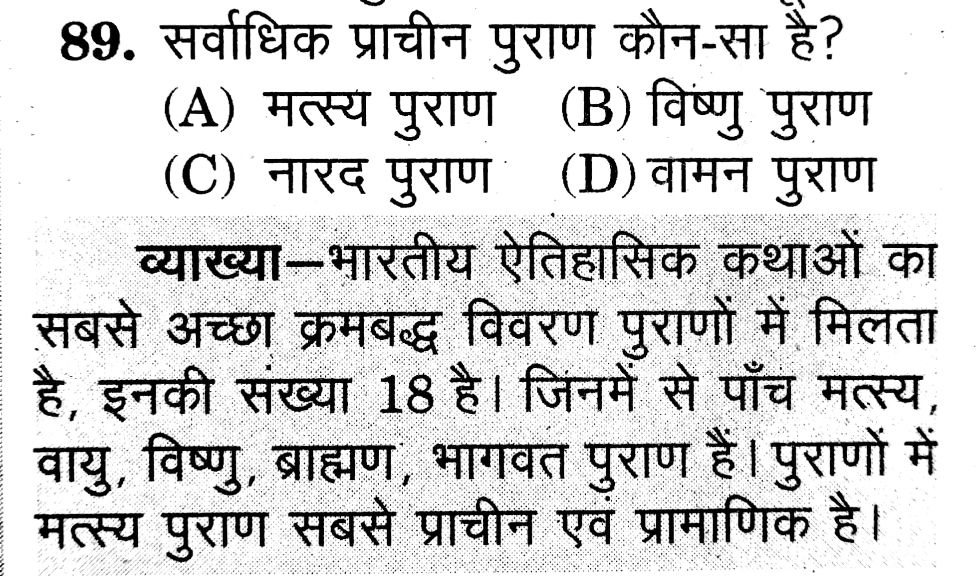 89. सर्वाधिक प्राचीन पुराण कौन-सा है?
(A) मत्स्य पुराण (B) विष्णु पुराण
(C) नारद पुराण (D) वामन पुराण
व्याख्या–भारतीय ऐतिहासिक कथाओं का
सबसे अच्छा क्रमबद्ध विवरण पुराणों में मिलता
है, इनकी संख्या 18 है। जिनमें से पाँच मत्स्य,
वायु, विष्णु, ब्राह्मण, भागवत पुराण हैं। पुराणों में
मत्स्य पुराण सबसे प्राचीन एवं प्रामाणिक है।